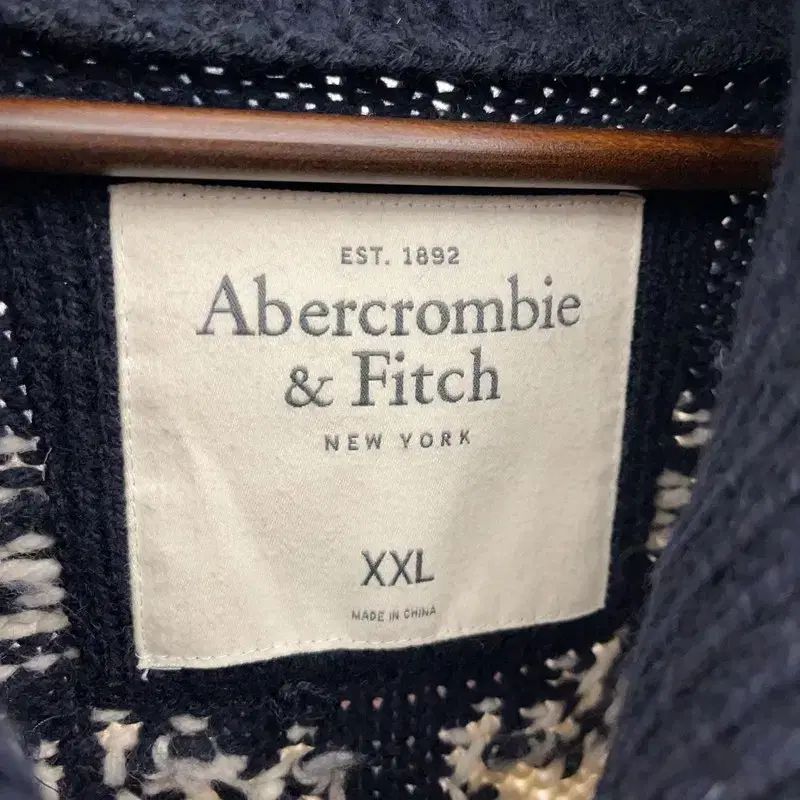 EST. 1892
Abercrombie
& Fitch
NEW YORK
XXL
MADE IN CHINA